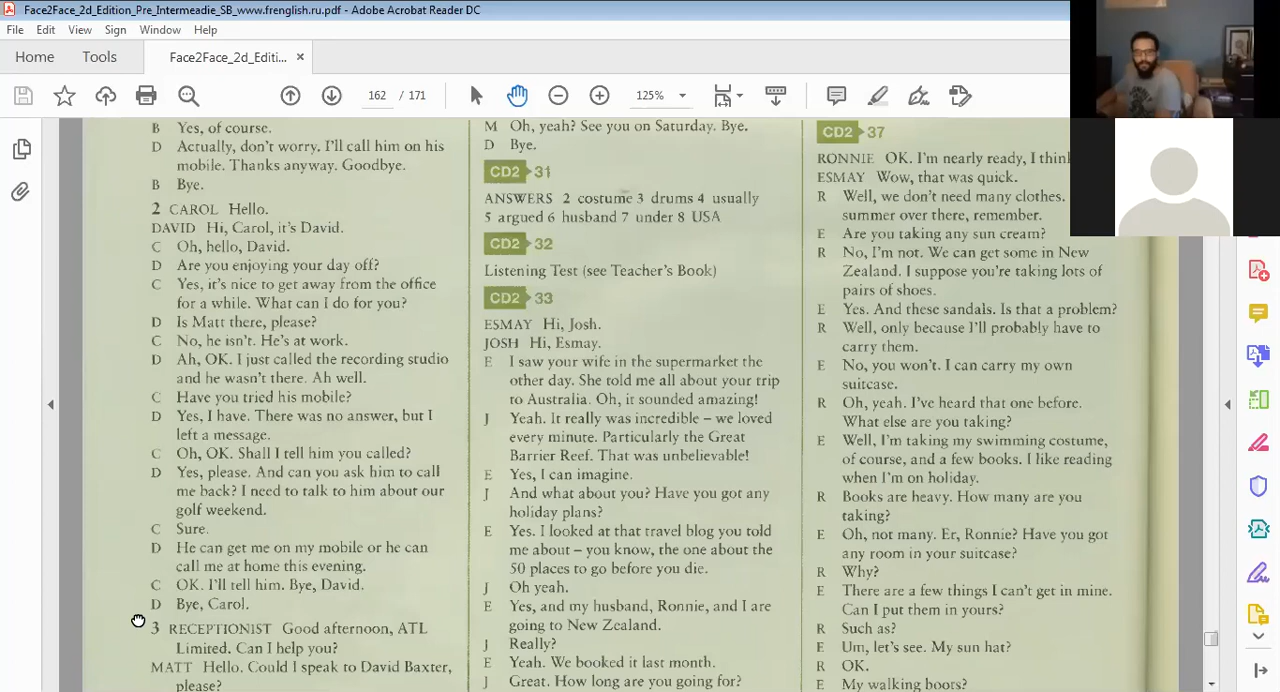 Face2Face_2d_Edition_Pre_Intermeadie_SB_www.frenglish.ru.pdf - Adobe Acrobat Reader DC
File Edit View Sign Window Help
Home Tools Face2Face_2d_Editi... ×
162 / 171 125%
B Yes, of course.
D Actually, don't worry. I'll call him on his
mobile. Thanks anyway. Goodbye.
B Bye.
2 CAROL Hello.
DAVID Hi, Carol, it's David.
C Oh, hello, David.
D Are you enjoying your day off?
C Yes, it's nice to get away from the office
for a while. What can I do for you?
D Is Matt there, please?
C No, he isn't. He's at work.
D Ah, OK. I just called the recording studio
and he wasn't there. Ah well.
C Have you tried his mobile?
D Yes, I have. There was no answer, but I
left a message.
C Oh, OK. Shall I tell him you called?
D Yes, please. And can you ask him to call
me back? I need to talk to him about our
golf weekend.
C Sure.
D He can get me on my mobile or he can
call me at home this evening.
C OK. I'll tell him. Bye, David.
D Bye, Carol.
3 RECEPTIONIST Good afternoon, ATL
Limited. Can I help you?
MATT Hello. Could I speak to David Baxter,
please?
M Oh, yeah? See you on Saturday. Bye.
D Bye.
CD2 31
ANSWERS 2 costume 3 drums 4 usually
5 argued 6 husband 7 under 8 USA
CD2 32
Listening Test (see Teacher's Book)
CD2 33
ESMAY Hi, Josh.
JOSH Hi, Esmay.
E I saw your wife in the supermarket the
other day. She told me all about your trip
to Australia. Oh, it sounded amazing!
J Yeah. It really was incredible – we loved
every minute. Particularly the Great
Barrier Reef. That was unbelievable!
E Yes, I can imagine.
J And what about you? Have you got any
holiday plans?
E Yes. I looked at that travel blog you told
me about – you know, the one about the
50 places to go before you die.
J Oh yeah.
E Yes, and my husband, Ronnie, and I are
going to New Zealand.
J Really?
E Yeah. We booked it last month.
J Great. How long are you going for?
CD2 37
RONNIE OK. I'm nearly ready, I think
ESMAY Wow, that was quick.
R Well, we don't need many clothes.
summer over there, remember.
E Are you taking any sun cream?
R No, I'm not. We can get some in New
Zealand. I suppose you're taking lots of
pairs of shoes.
E Yes. And these sandals. Is that a problem?
R Well, only because I'll probably have to
carry them.
E No, you won't. I can carry my own
suitcase.
R Oh, yeah. I've heard that one before.
What else are you taking?
E Well, I'm taking my swimming costume,
of course, and a few books. I like reading
when I'm on holiday.
R Books are heavy. How many are you
taking?
E Oh, not many. Er, Ronnie? Have you got
any room in your suitcase?
R Why?
E There are a few things I can't get in mine.
Can I put them in yours?
R Such as?
E Um, let's see. My sun hat?
R OK.
E My walking boots?